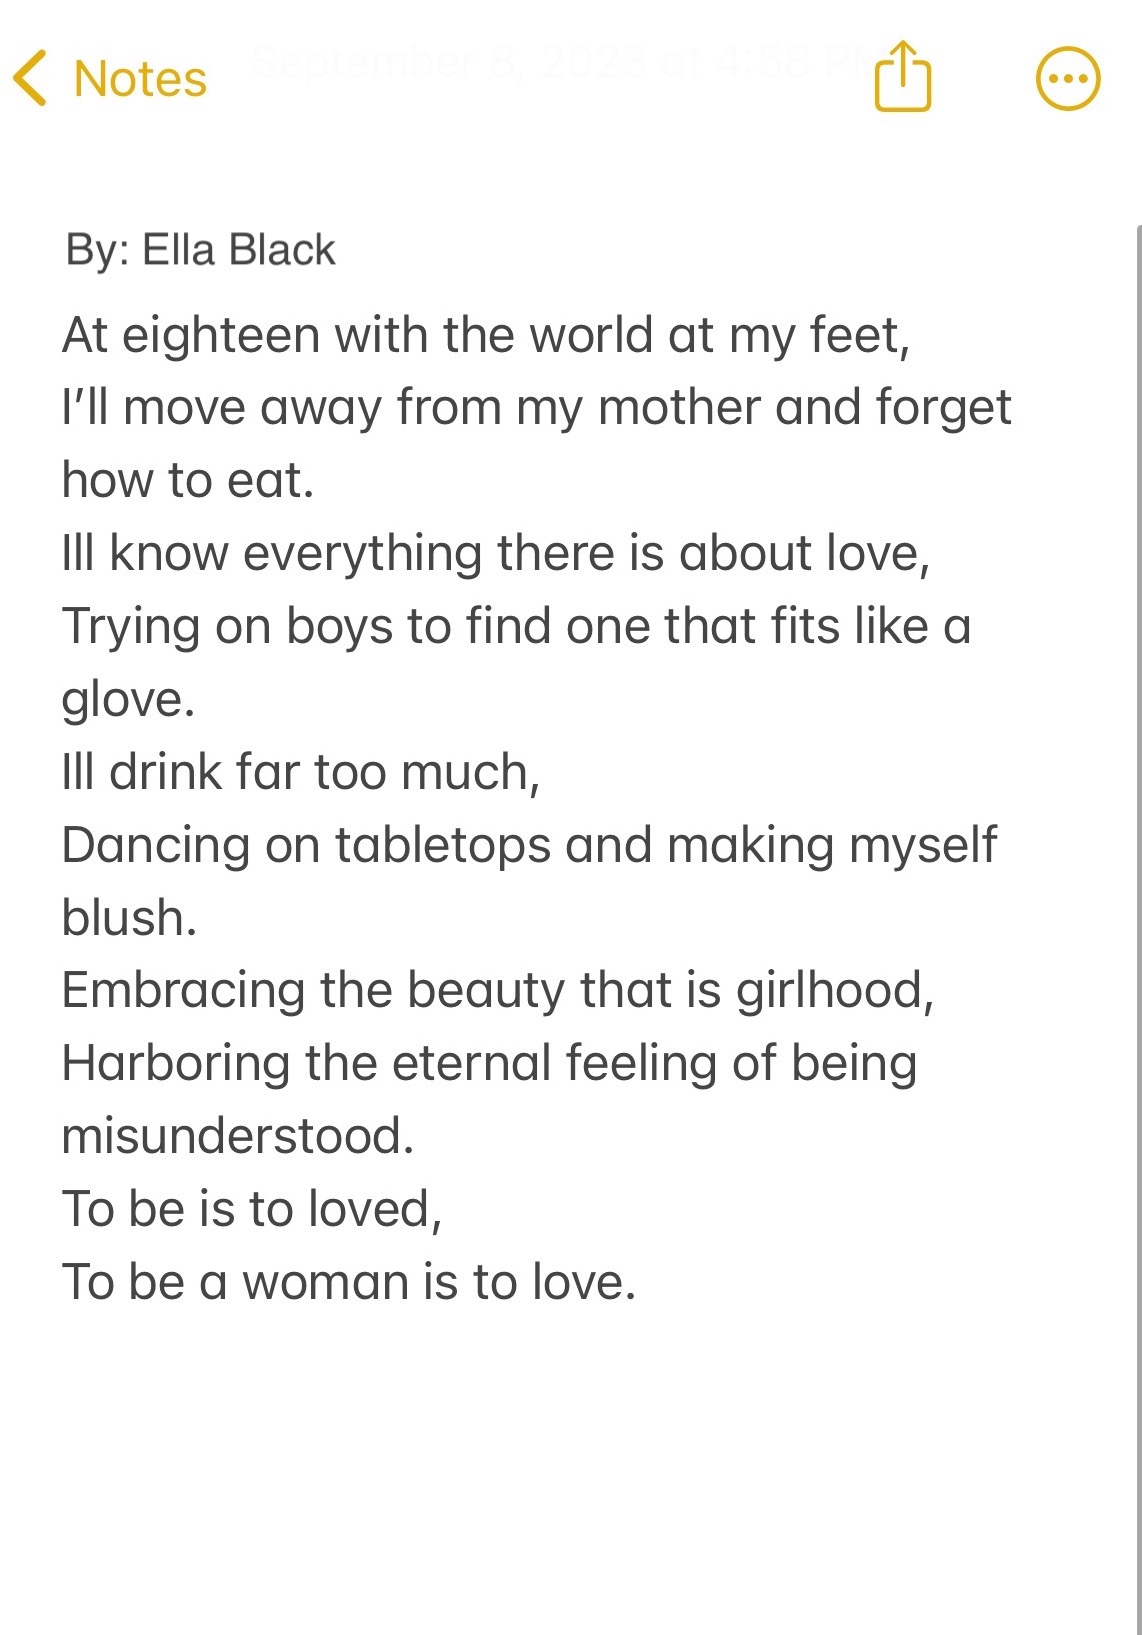 September 8, 2023 at 4:58 PM
Notes
By: Ella Black
At eighteen with the world at my feet,
I’ll move away from my mother and forget
how to eat.
Ill know everything there is about love,
Trying on boys to find one that fits like a
glove.
Ill drink far too much,
Dancing on tabletops and making myself
blush.
Embracing the beauty that is girlhood,
Harboring the eternal feeling of being
misunderstood.
To be is to loved,
To be a woman is to love.